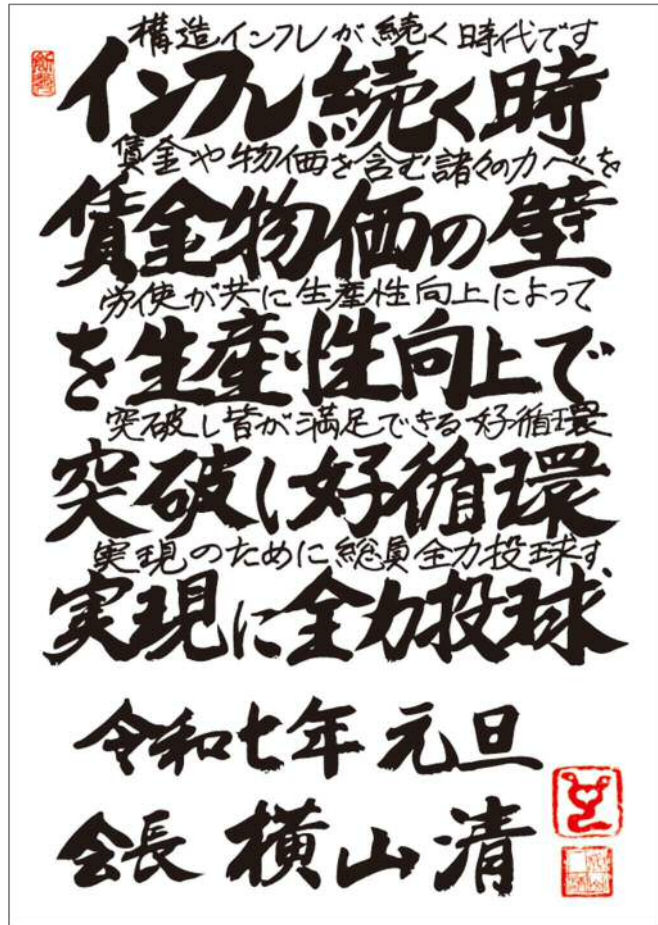 構造インフレが続く時代です
インフレ続く時
賃金や物価を含む諸々のカベを
賃金物価の壁
労使が共に生産性向上によって
を生産性向上で
突破し皆が満足できる好循環
突破し好循環
実現のために総員全力投球す
実現に全力投球
令和七年 元旦
会長 横山清